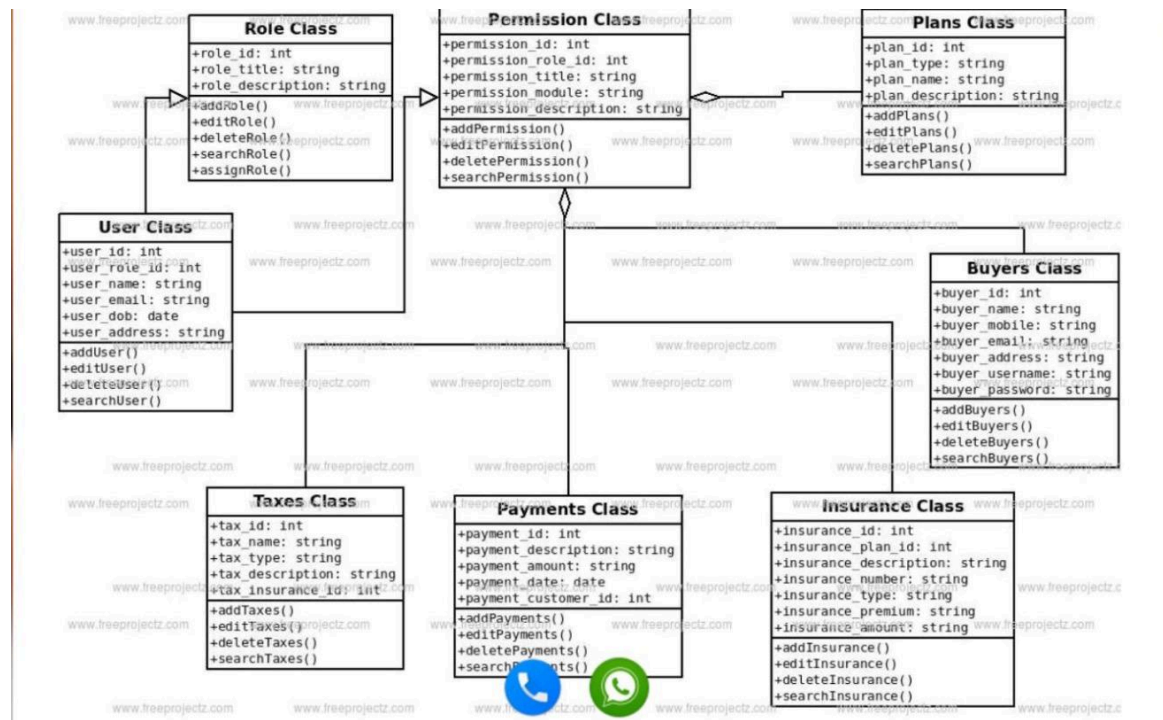 Role Class
+role_id: int
+role_title: string
+role_description: string
+addRole()
+editRole()
+deleteRole()
+searchRole()
+assignRole()
Permission Class
+permission_id: int
+permission_role_id: int
+permission_title: string
+permission_module: string
+permission_description: string
+addPermission()
+editPermission()
+deletePermission()
+searchPermission()
Plans Class
+plan_id: int
+plan_type: string
+plan_name: string
+plan_description: string
+addPlans()
+editPlans()
+deletePlans()
+searchPlans()
User Class
+user_id: int
+user_role_id: int
+user_name: string
+user_email: string
+user_dob: date
+user_address: string
+addUser()
+editUser()
+deleteUser()
+searchUser()
Buyers Class
+buyer_id: int
+buyer_name: string
+buyer_mobile: string
+buyer_email: string
+buyer_address: string
+buyer_username: string
+buyer_password: string
+addBuyers()
+editBuyers()
+deleteBuyers()
+searchBuyers()
Taxes Class
+tax_id: int
+tax_name: string
+tax_type: string
+tax_description: string
+tax_insurance_id: int
+addTaxes()
+editTaxes()
+deleteTaxes()
+searchTaxes()
Payments Class
+payment_id: int
+payment_description: string
+payment_amount: string
+payment_date: date
+payment_customer_id: int
+addPayments()
+editPayments()
+deletePayments()
Insurance Class
+insurance_id: int
+insurance_plan_id: int
+insurance_description: string
+insurance_number: string
+insurance_type: string
+insurance_premium: string
+insurance_amount: string
+addInsurance()
+editInsurance()
+deleteInsurance()
+searchInsurance()
www.freeprojectz.com